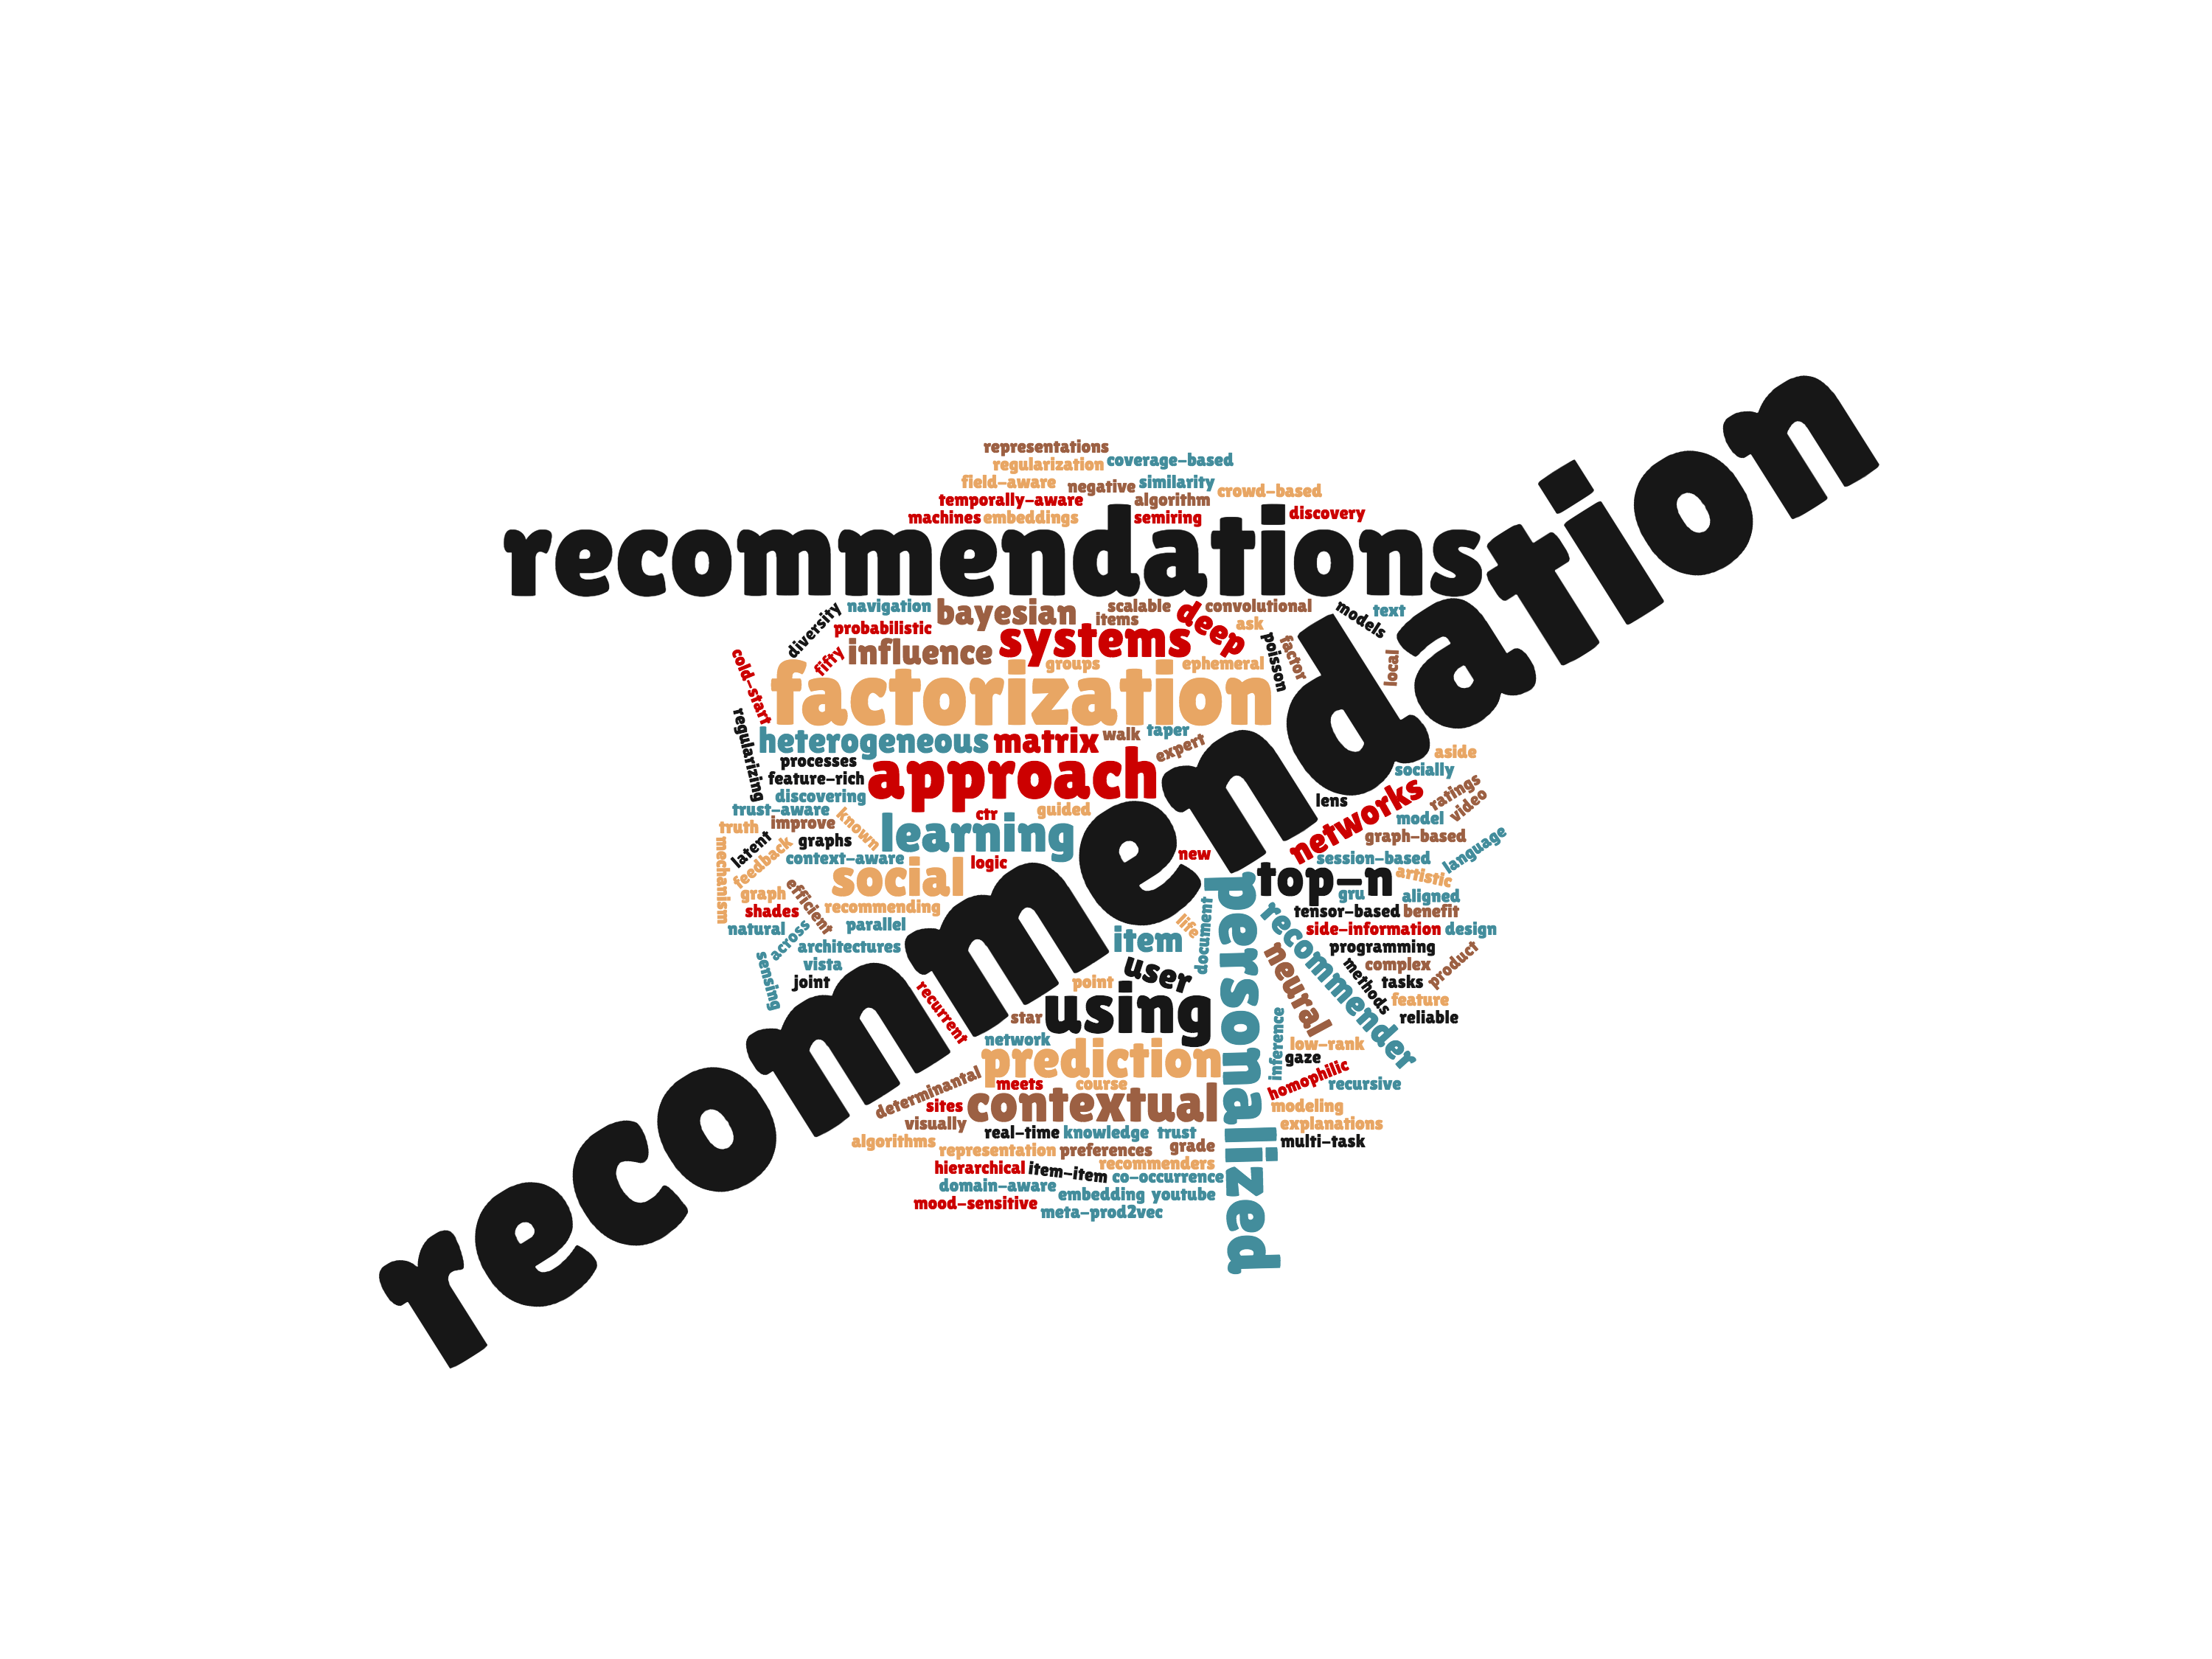 representations
regularization coverage-based
field-aware negative similarity crowd-based
temporally-aware algorithm
machines embeddings semiring discovery
recommendations
recommendation
diversity navigation bayesian scalable deep convolutional models text
probabilistic items ask
fifty influence systems poisson factor local
cold-start groups ephemeral
factorization
regularizing heterogeneous matrix walk taper expert
processes approach aside
feature-rich socially
discovering lens networks ratings video
trust-aware known ctr guided model
truth improve learning graph-based language
mechanism latent feedback graphs
context-aware logic new session-based
social top-n artistic
graph efficient gru aligned
shades recommending tensor-based benefit
natural across parallel life document personalized recommender side-information design
architectures item programming
sensing vista user neural methods complex product
joint recurrent point tasks
using feature
star reliable
network inference low-rank
prediction gaze
determinantal meets course homophilic recursive
sites contextual modeling
visually explanations
algorithms real-time knowledge trust multi-task
representation preferences grade
hierarchical item-item recommenders
domain-aware co-occurrence
embedding youtube
mood-sensitive meta-prod2vec